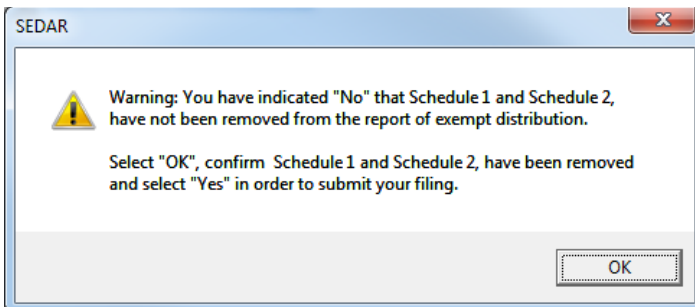 SEDAR
Warning: You have indicated "No" that Schedule 1 and Schedule 2,
have not been removed from the report of exempt distribution.
Select "OK", confirm  Schedule 1 and Schedule 2, have been removed
and select "Yes" in order to submit your filing.
OK